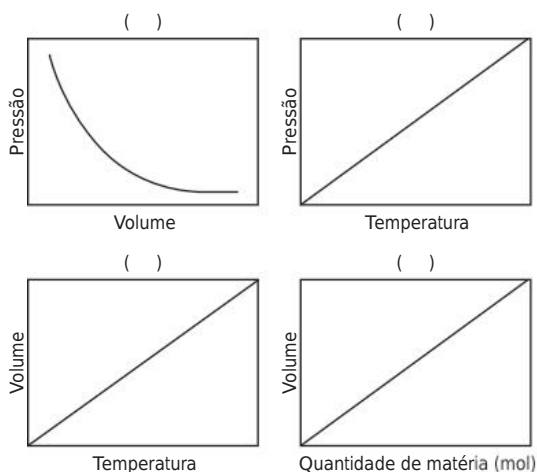 (   )
Pressão
Volume
(   )
Pressão
Temperatura
(   )
Volume
Temperatura
(   )
Volume
Quantidade de matéria (mol)